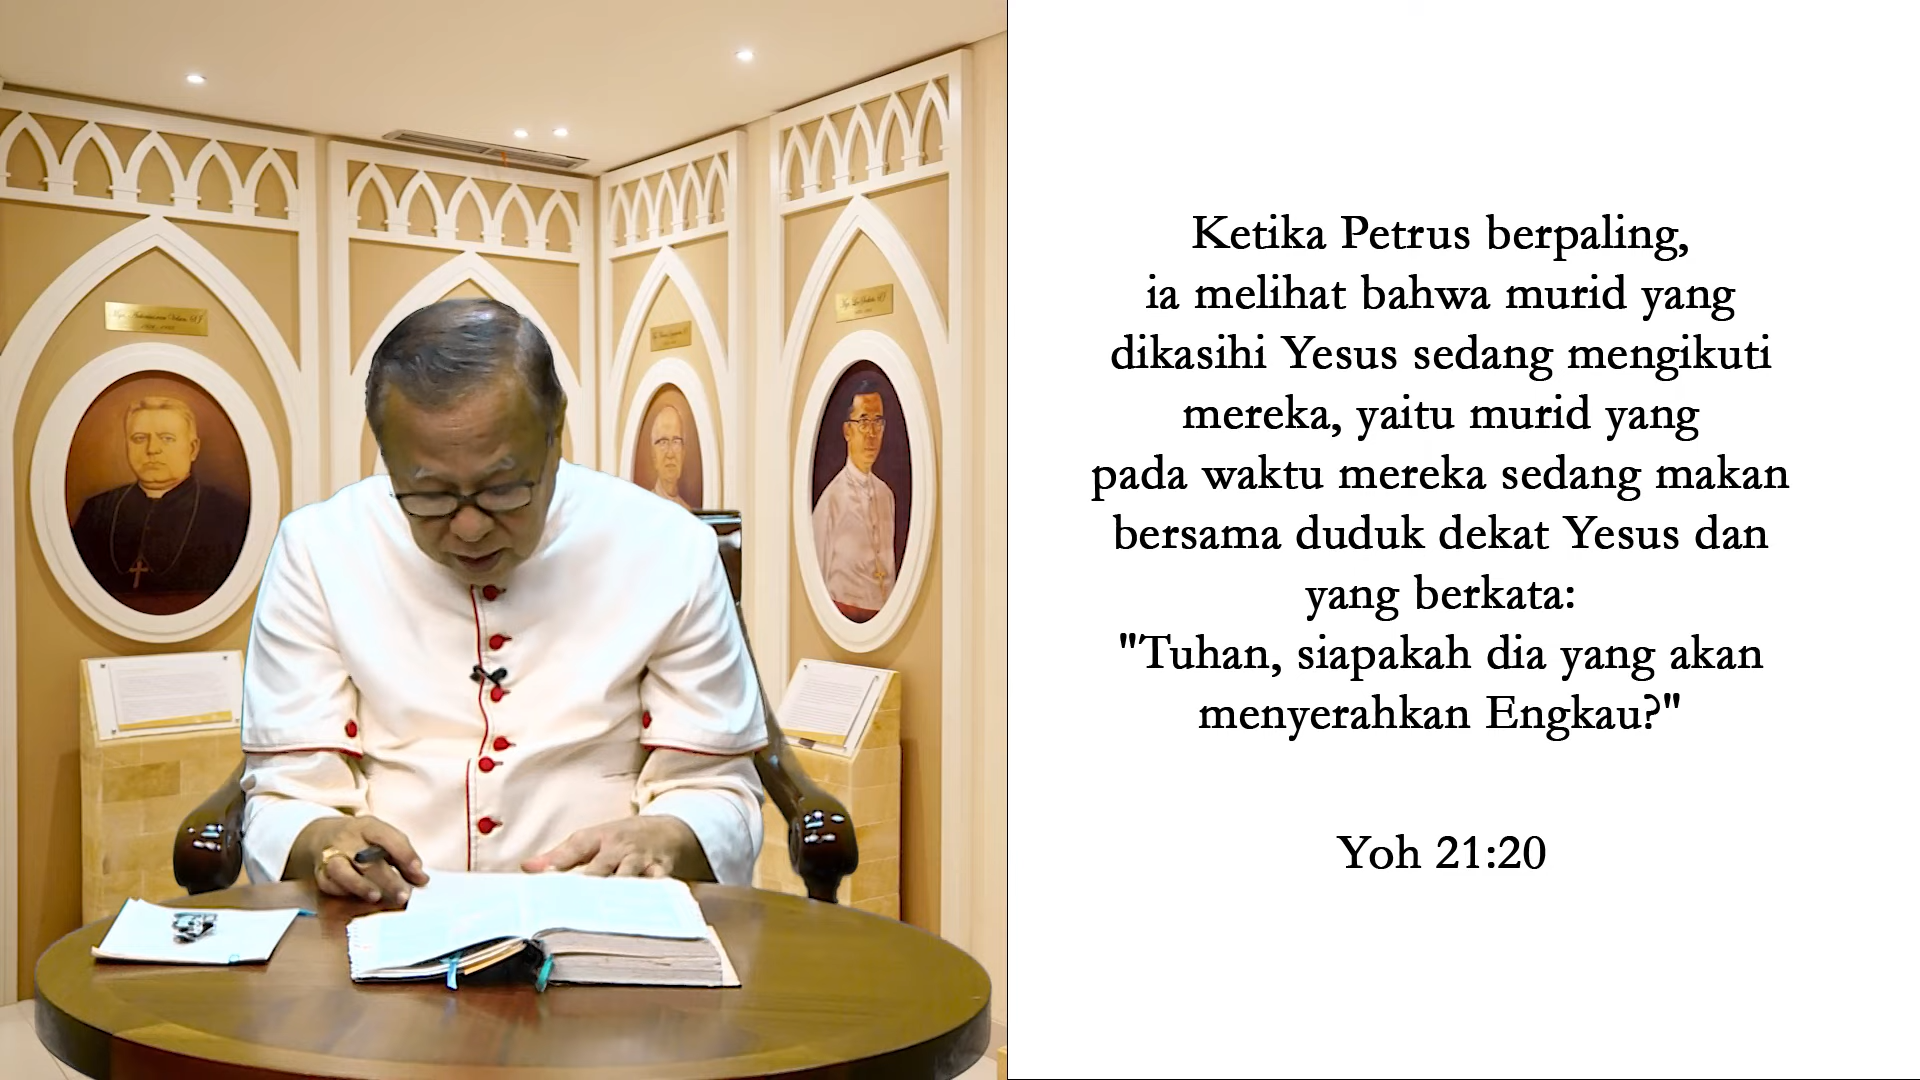 Ketika Petrus berpaling,
ia melihat bahwa murid yang
dikasihi Yesus sedang mengikuti
mereka, yaitu murid yang
pada waktu mereka sedang makan
bersama duduk dekat Yesus dan
yang berkata:
"Tuhan, siapakah dia yang akan
menyerahkan Engkau?"
Yoh 21:20